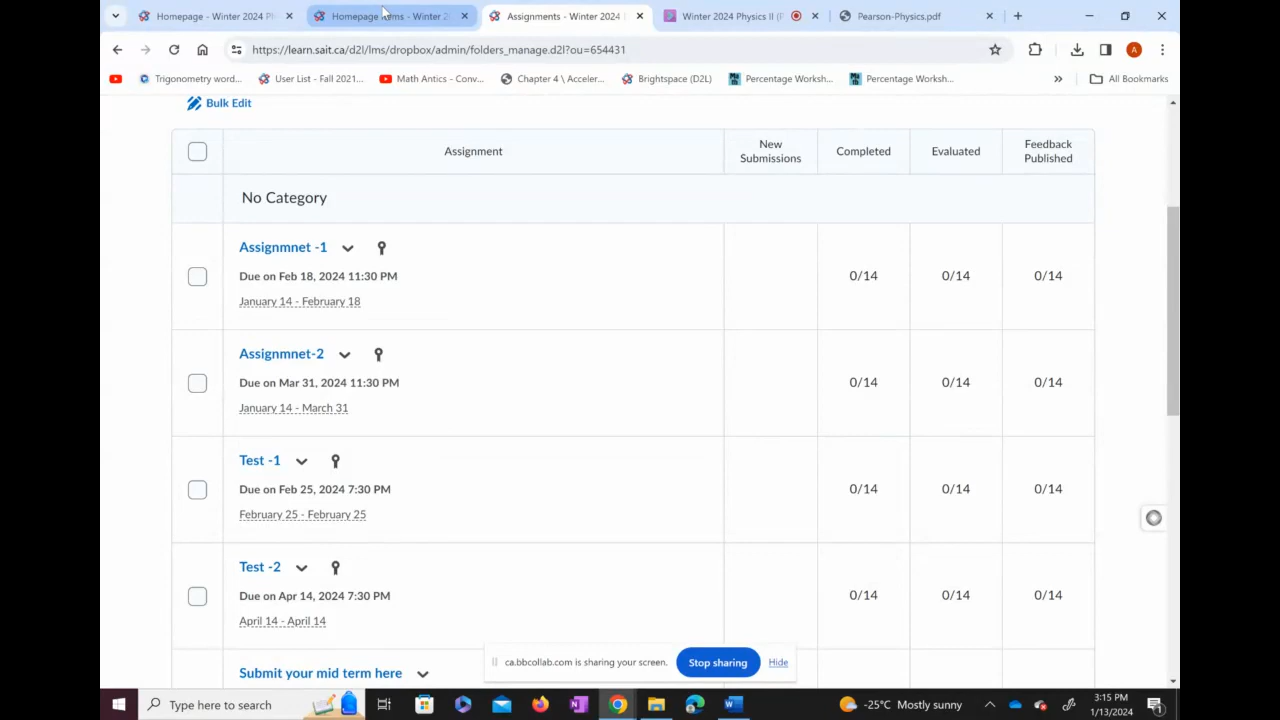 Homepage - Winter 2024 Ph
Homepage Items - Winter 2
Assignments - Winter 2024
Winter 2024 Physics II (
Pearson-Physics.pdf
https://learn.sait.ca/d2l/lms/dropbox/admin/folders_manage.d2l?ou=654431
A
Trigonometry word...
User List - Fall 2021...
Math Antics - Conv...
Chapter 4 \ Acceler...
Brightspace (D2L)
Percentage Worksh...
Percentage Worksh...
»
All Bookmarks
Bulk Edit
Assignment
New Submissions
Completed
Evaluated
Feedback Published
No Category
Assignmnet -1
Due on Feb 18, 2024 11:30 PM
January 14 - February 18
0/14 0/14 0/14
Assignmnet-2
Due on Mar 31, 2024 11:30 PM
January 14 - March 31
0/14 0/14 0/14
Test -1
Due on Feb 25, 2024 7:30 PM
February 25 - February 25
0/14 0/14 0/14
Test -2
Due on Apr 14, 2024 7:30 PM
April 14 - April 14
0/14 0/14 0/14
Submit your mid term here
ca.bbcollab.com is sharing your screen.
Stop sharing
Hide
Type here to search
-25°C Mostly sunny
3:15 PM
1/13/2024